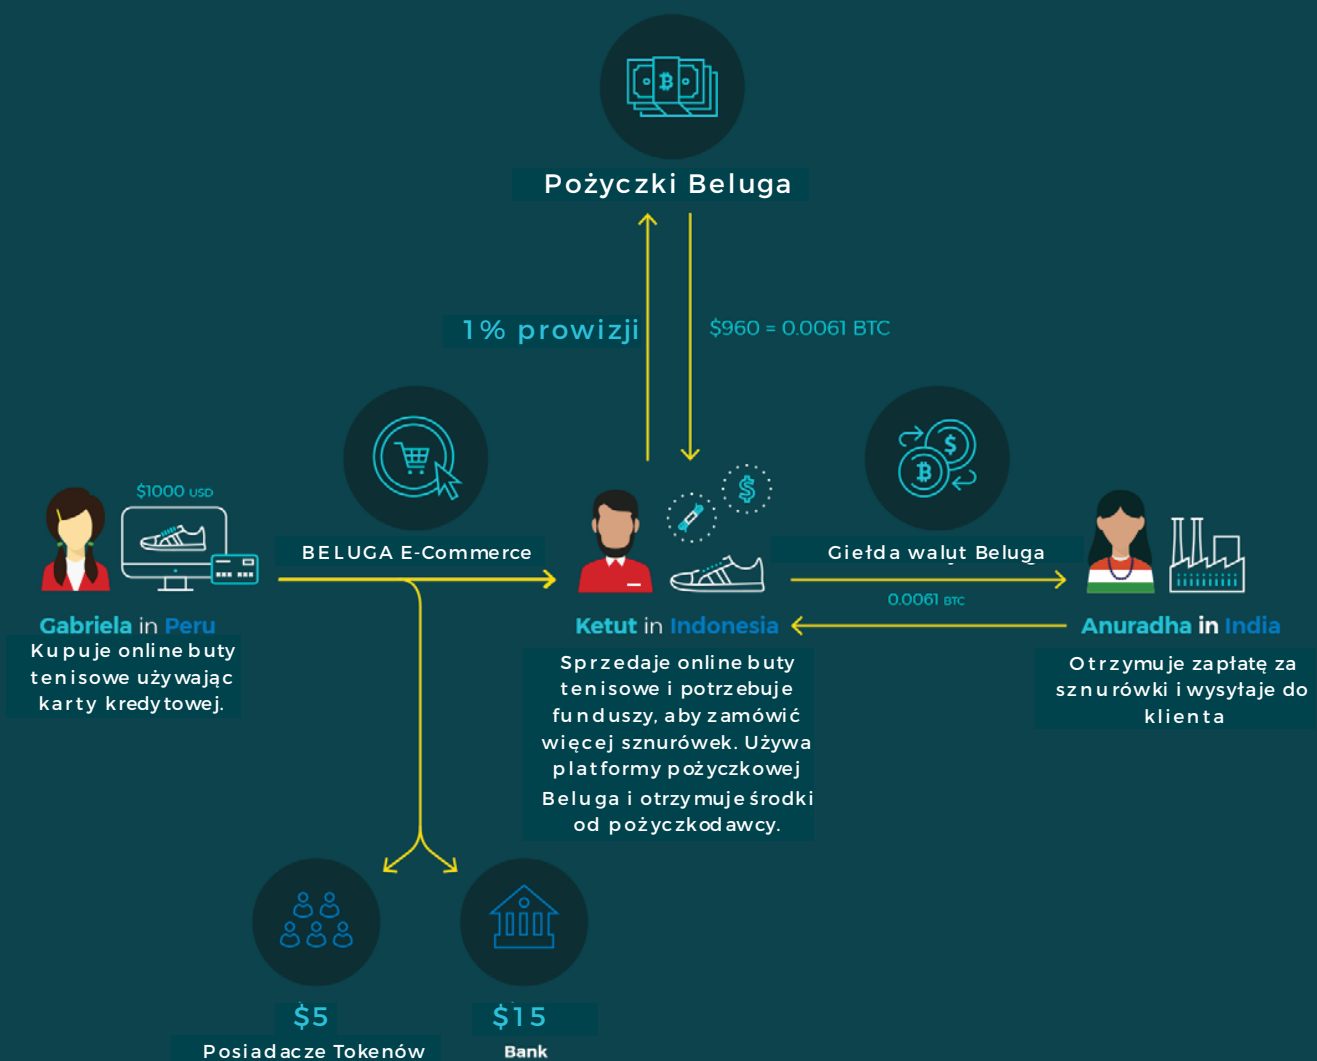 Pożyczki Beluga
1% prowizji
$960 = 0.0061 BTC
$1000 USD
BELUGA E-Commerce
Giełda walut Beluga
0.0061 BTC
Gabriela in Peru
Kupuje online buty
tenisowe używając
karty kredytowej.
Ketut in Indonesia
Sprzedaje online buty
tenisowe i potrzebuje
funduszy, aby zamówić
więcej sznurówek. Używa
platformy pożyczkowej
Beluga i otrzymuje środki
od pożyczkodawcy.
Anuradha in India
Otrzymuje zapłatę za
sznurówki i wysyłaje do
klienta
$5
Posiadacze Tokenów
$15
Bank